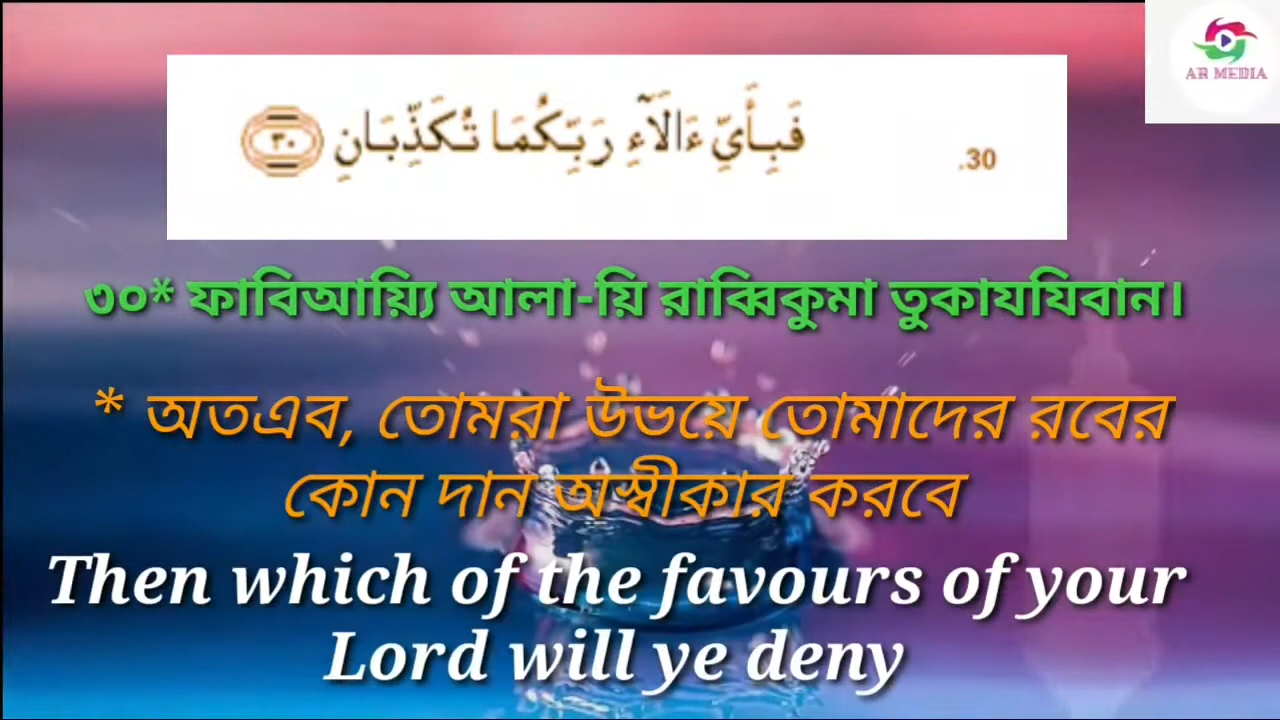 AR MEDIA
فَبِأَيِّ ءَالَآءِ رَبِّكُمَا تُكَذِّبَانِ ٣٠
.30
৩০* ফাবিআয়্যি আলা-য়ি রাব্বিকুমা তুকাযযিবান।
* অতএব, তোমরা উভয়ে তোমাদের রবের
কোন দান অস্বীকার করবে
Then which of the favours of your
Lord will ye deny